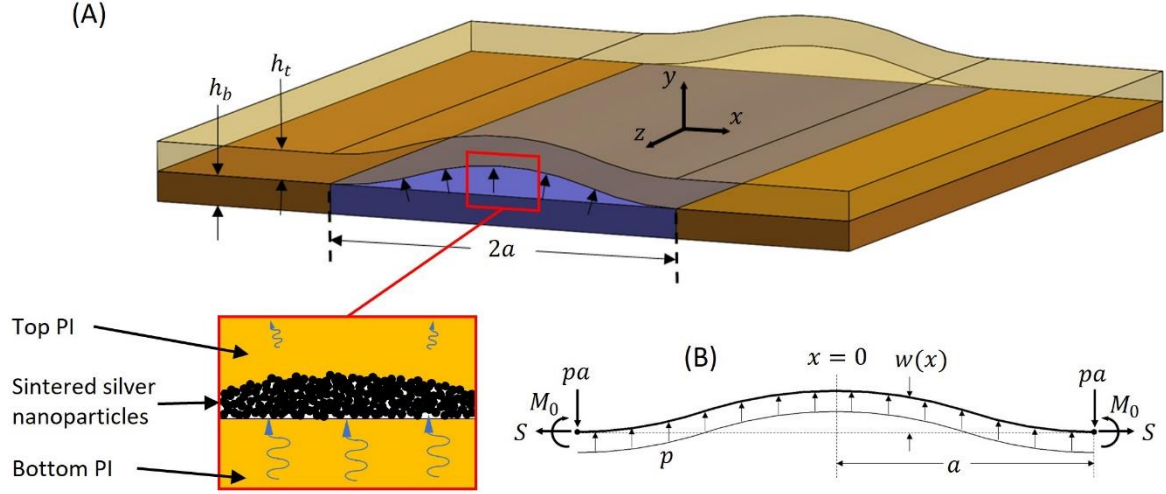 (A)
h_t
h_b
y
x
z
2a
Top PI
Sintered silver
nanoparticles
Bottom PI
(B)
x = 0
w(x)
pa
pa
M_0
M_0
S
S
p
a